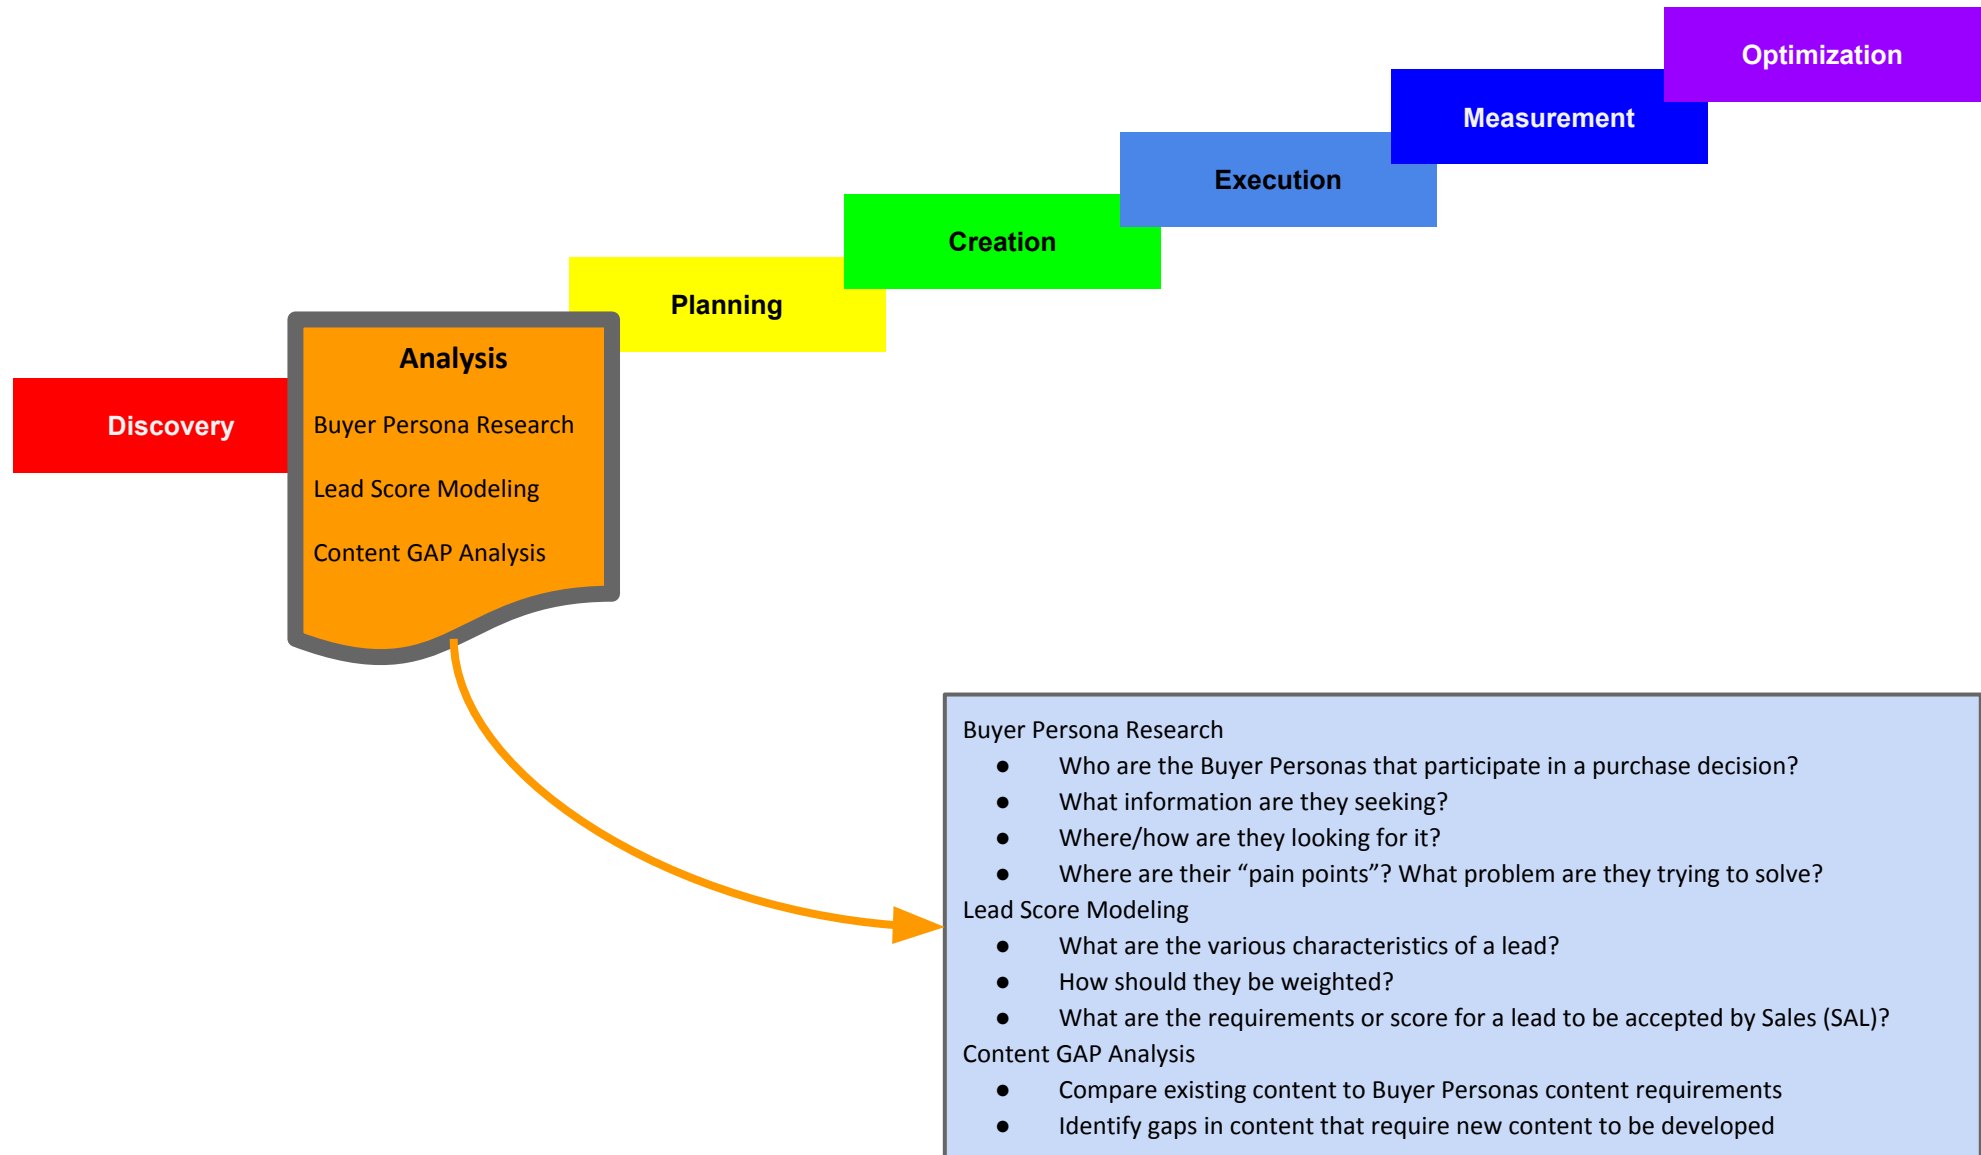 Optimization
Measurement
Execution
Creation
Planning
Analysis
Discovery
Buyer Persona Research
Lead Score Modeling
Content GAP Analysis
Buyer Persona Research
● Who are the Buyer Personas that participate in a purchase decision?
● What information are they seeking?
● Where/how are they looking for it?
● Where are their “pain points”? What problem are they trying to solve?
Lead Score Modeling
● What are the various characteristics of a lead?
● How should they be weighted?
● What are the requirements or score for a lead to be accepted by Sales (SAL)?
Content GAP Analysis
● Compare existing content to Buyer Personas content requirements
● Identify gaps in content that require new content to be developed